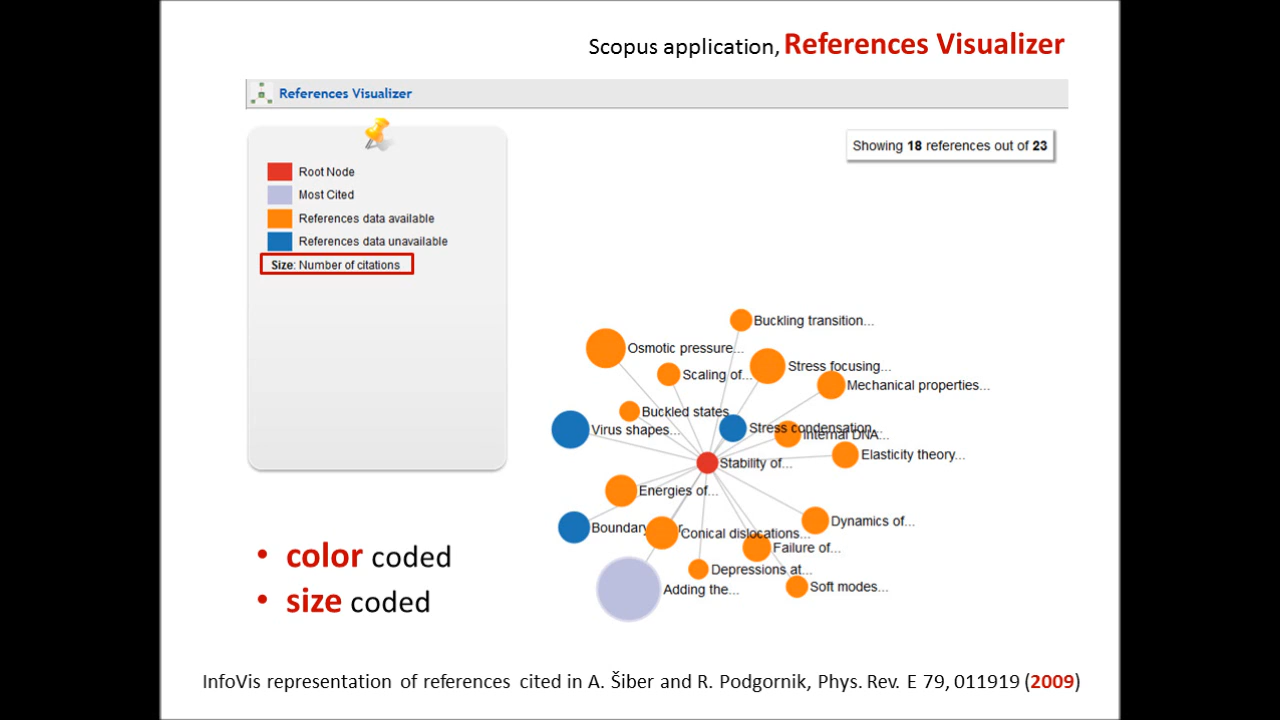 Scopus application, References Visualizer
References Visualizer
Showing 18 references out of 23
Root Node
Most Cited
References data available
References data unavailable
Size: Number of citations
Buckling transition...
Osmotic pressure...
Stress focusing...
Scaling of...
Mechanical properties...
Buckled states
Virus shapes...
Stress condensation...
Internal DNA...
Elasticity theory...
Stability of...
Energies of...
Dynamics of...
Boundary
Conical dislocations...
Failure of...
Depressions at...
Soft modes...
Adding the...
• color coded
• size coded
InfoVis representation of references cited in A. Šiber and R. Podgornik, Phys. Rev. E 79, 011919 (2009)